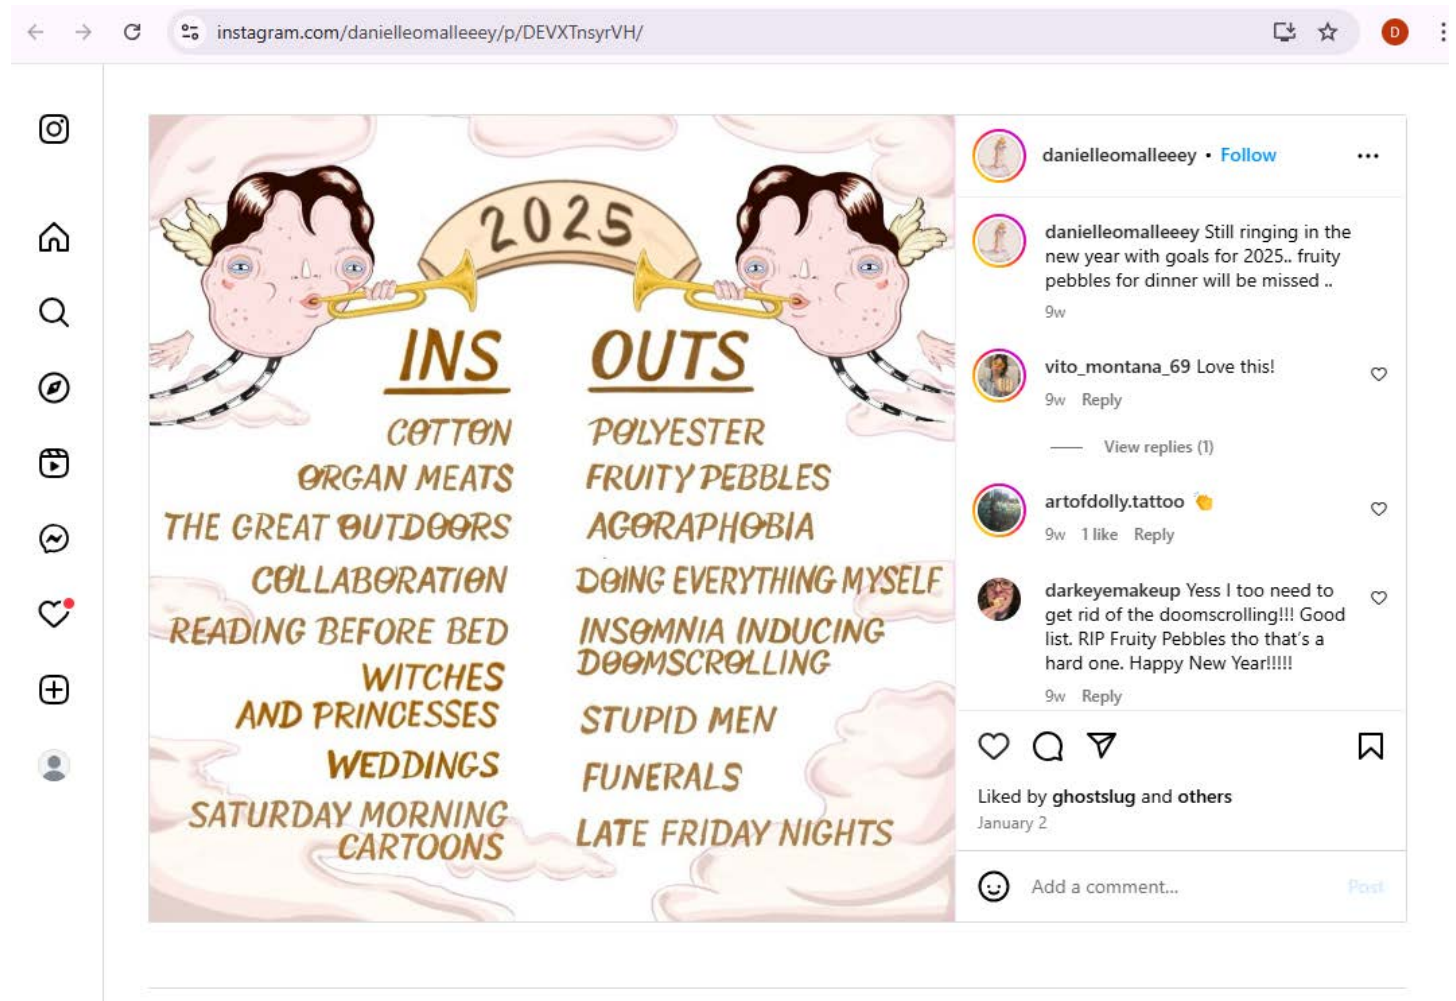 instagram.com/danielleomalleeey/p/DEVXTnsyrVH/
D
2025
INS
COTTON
ORGAN MEATS
THE GREAT OUTDOORS
COLLABORATION
READING BEFORE BED
WITCHES
AND PRINCESSES
WEDDINGS
SATURDAY MORNING
CARTOONS
OUTS
POLYESTER
FRUITY PEBBLES
AGORAPHOBIA
DOING EVERYTHING MYSELF
INSOMNIA INDUCING
DOOMSCROLLING
STUPID MEN
FUNERALS
LATE FRIDAY NIGHTS
danielleomalleeey • Follow
danielleomalleeey Still ringing in the
new year with goals for 2025.. fruity
pebbles for dinner will be missed ..
9w
vito_montana_69 Love this!
9w Reply
View replies (1)
artofdolly.tattoo 👏
9w 1 like Reply
darkeyemakeup Yess I too need to
get rid of the doomscrolling!!! Good
list. RIP Fruity Pebbles tho that's a
hard one. Happy New Year!!!!!
9w Reply
Liked by ghostslug and others
January 2
Add a comment...
Post